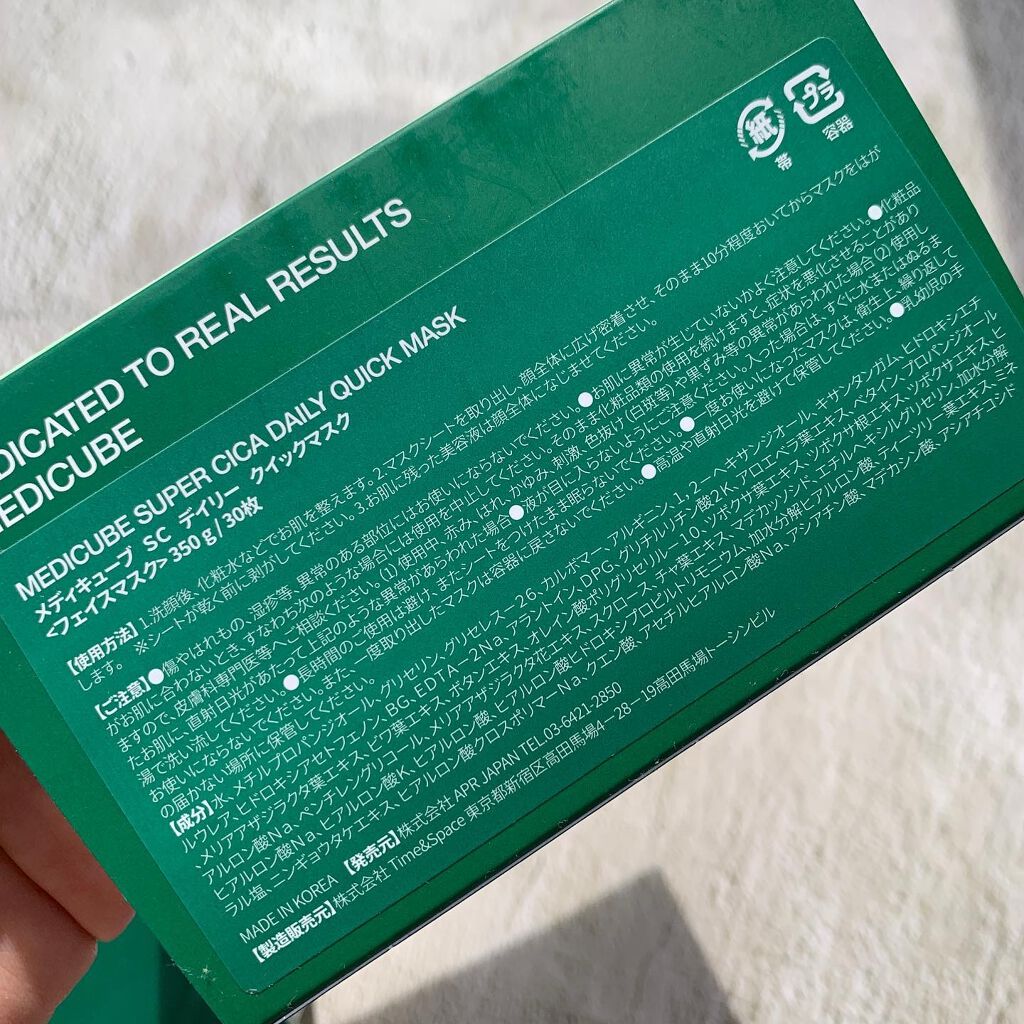 DICATED TO REAL RESULTS
MEDICUBE
紙
帯
プラ
容器
MEDICUBE SUPER CICA DAILY QUICK MASK
メディキューブ SC デイリー クイックマスク
<フェイスマスク> 350g/30枚
【使用方法】1.洗顔後、化粧水などでお肌を整えます。2.マスクシートを取り出し、顔全体に広げ密着させ、そのまま10分程度おいてからマスクをはが
します。 ※シートが乾く前に剥がしてください。3.お肌に残った美容液は顔全体になじませてください。
【ご注意】●傷やはれもの、湿疹等、異常のある部位にはお使いにならないでください。●お肌に異常が生じていないかよく注意してください。●化粧品
がお肌に合わないとき、すなわち次のような場合には使用を中止してください。そのまま化粧品類の使用を続けますと、症状を悪化させることがあり
ますので、皮膚科専門医等へご相談ください。(1)使用中、赤み、はれ、かゆみ、刺激、色抜け(白斑等)や黒ずみ等の異常があらわれた場合(2)使用し
たお肌に、直射日光があたって上記のような異常があらわれた場合●液が目に入らないようにご注意ください。入った場合は、すぐに水またはぬるま
湯で洗い流してください。●長時間のご使用は避け、またシートをつけたまま眠らないでください。●一度お使いになったマスクは、衛生上、繰り返して
お使いにならないでください。また、一度取り出したマスクは容器に戻さないでください。●高温や直射日光を避けて保管してください。●乳幼児の手
の届かない場所に保管してください。
【成分】水、メチルプロパンジオール、グリセリン、グリセレス-26、カルボマー、アルギニン、1,2-ヘキサンジオール、キサンタンガム、ヒドロキシエチ
ルウレア、ヒドロキシアセトフェノン、BG、EDTA-2Na、アラントイン、DPG、グリチルリチン酸2K、アロエベラ葉エキス、ベタイン、プロパンジオール
、メリアアザジラクタ葉エキス、ビワ葉エキス、ボタンエキス、オレイン酸ポリグリセリル-10、ツボクサ葉エキス、ツボクサ根エキス、ツボクサエキス、ヒ
アルロン酸Na、ペンチレングリコール、メリアアザジラクタ花エキス、スクロース、チャ葉エキス、マデカッソシド、エチルヘキシルグリセリン、加水分解
ヒアルロン酸Na、ヒアルロン酸K、ヒアルロン酸、ヒアルロン酸ヒドロキシプロピルトリモニウム、加水分解ヒアルロン酸、ティムソリーフ葉エキス、ミネ
ラル塩、ニンギョウタケエキス、ヒアルロン酸クロスポリマーNa、クエン酸、アセチルヒアルロン酸Na、アシアチン酸、マデカシン酸、アシアチコシド
MADE IN KOREA 【発売元】株式会社 APR JAPAN TEL03-6421-2850
【製造販売元】株式会社 Time&Space 東京都新宿区高田馬場4-28-19高田馬場トーシンビル